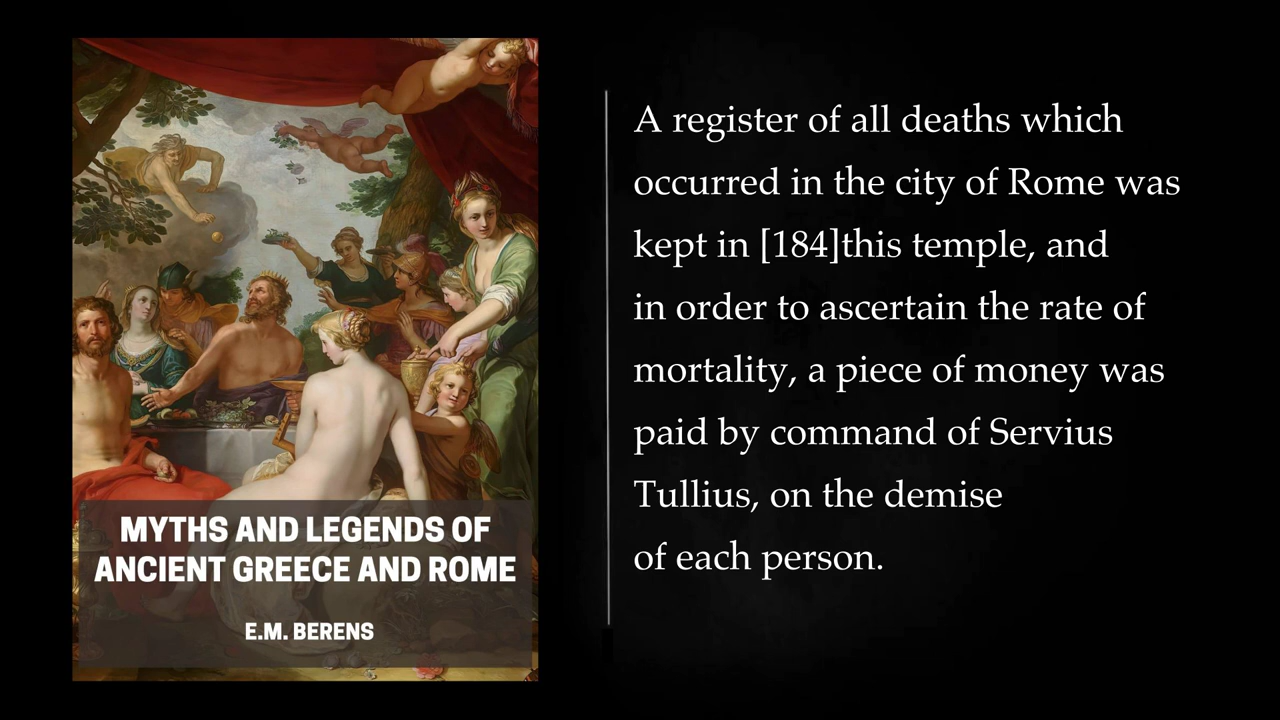 MYTHS AND LEGENDS OF
ANCIENT GREECE AND ROME
E.M. BERENS
A register of all deaths which
occurred in the city of Rome was
kept in [184]this temple, and
in order to ascertain the rate of
mortality, a piece of money was
paid by command of Servius
Tullius, on the demise
of each person.